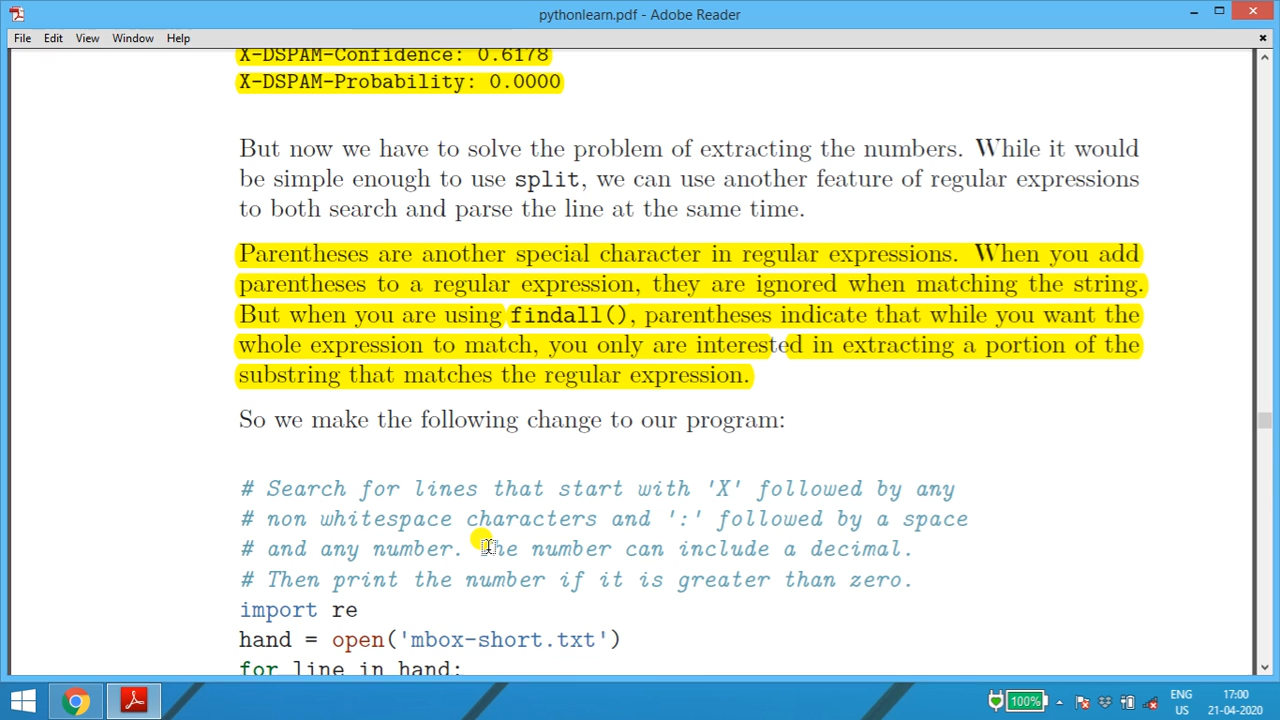 pythonlearn.pdf - Adobe Reader
File Edit View Window Help
X-DSPAM-Confidence: 0.6178
X-DSPAM-Probability: 0.0000
But now we have to solve the problem of extracting the numbers. While it would
be simple enough to use split, we can use another feature of regular expressions
to both search and parse the line at the same time.
Parentheses are another special character in regular expressions. When you add
parentheses to a regular expression, they are ignored when matching the string.
But when you are using findall(), parentheses indicate that while you want the
whole expression to match, you only are interested in extracting a portion of the
substring that matches the regular expression.
So we make the following change to our program:
# Search for lines that start with 'X' followed by any
# non whitespace characters and ':' followed by a space
# and any number. The number can include a decimal.
# Then print the number if it is greater than zero.
import re
hand = open('mbox-short.txt')
for line in hand:
100% ENG 17:00
US 21-04-2020